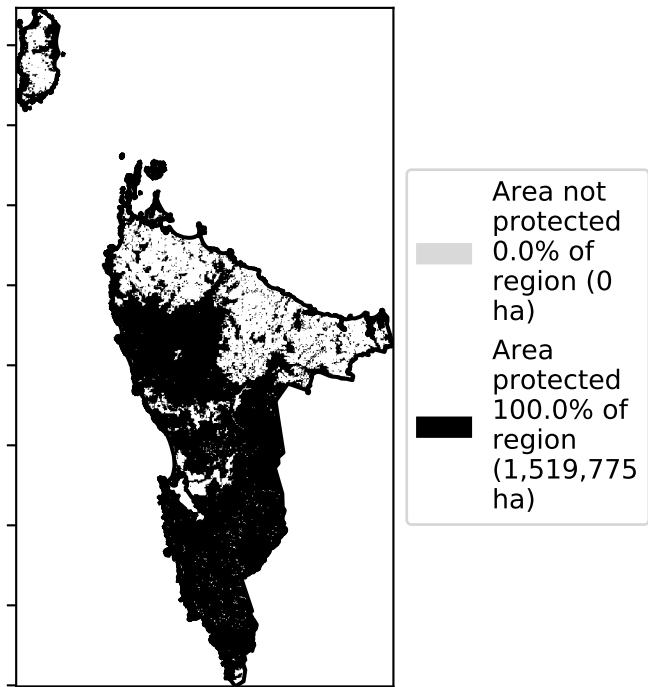 Area not
protected
0.0% of
region (0
ha)
Area
protected
100.0% of
region
(1,519,775
ha)